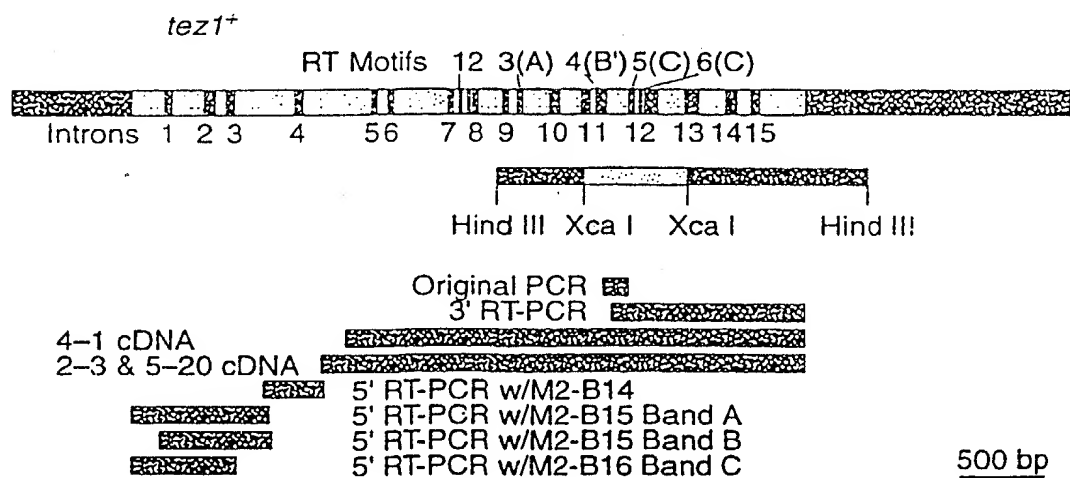 tez1+
RT Motifs 12 3(A) 4(B') 5(C) 6(C)
Introns 1 2 3 4 5 6 7 8 9 10 11 12 13 14 15
Hind III Xca I Xca I Hind III
Original PCR
3' RT-PCR
4–1 cDNA
2–3 & 5–20 cDNA
5' RT-PCR w/M2-B14
5' RT-PCR w/M2-B15 Band A
5' RT-PCR w/M2-B15 Band B
5' RT-PCR w/M2-B16 Band C
500 bp